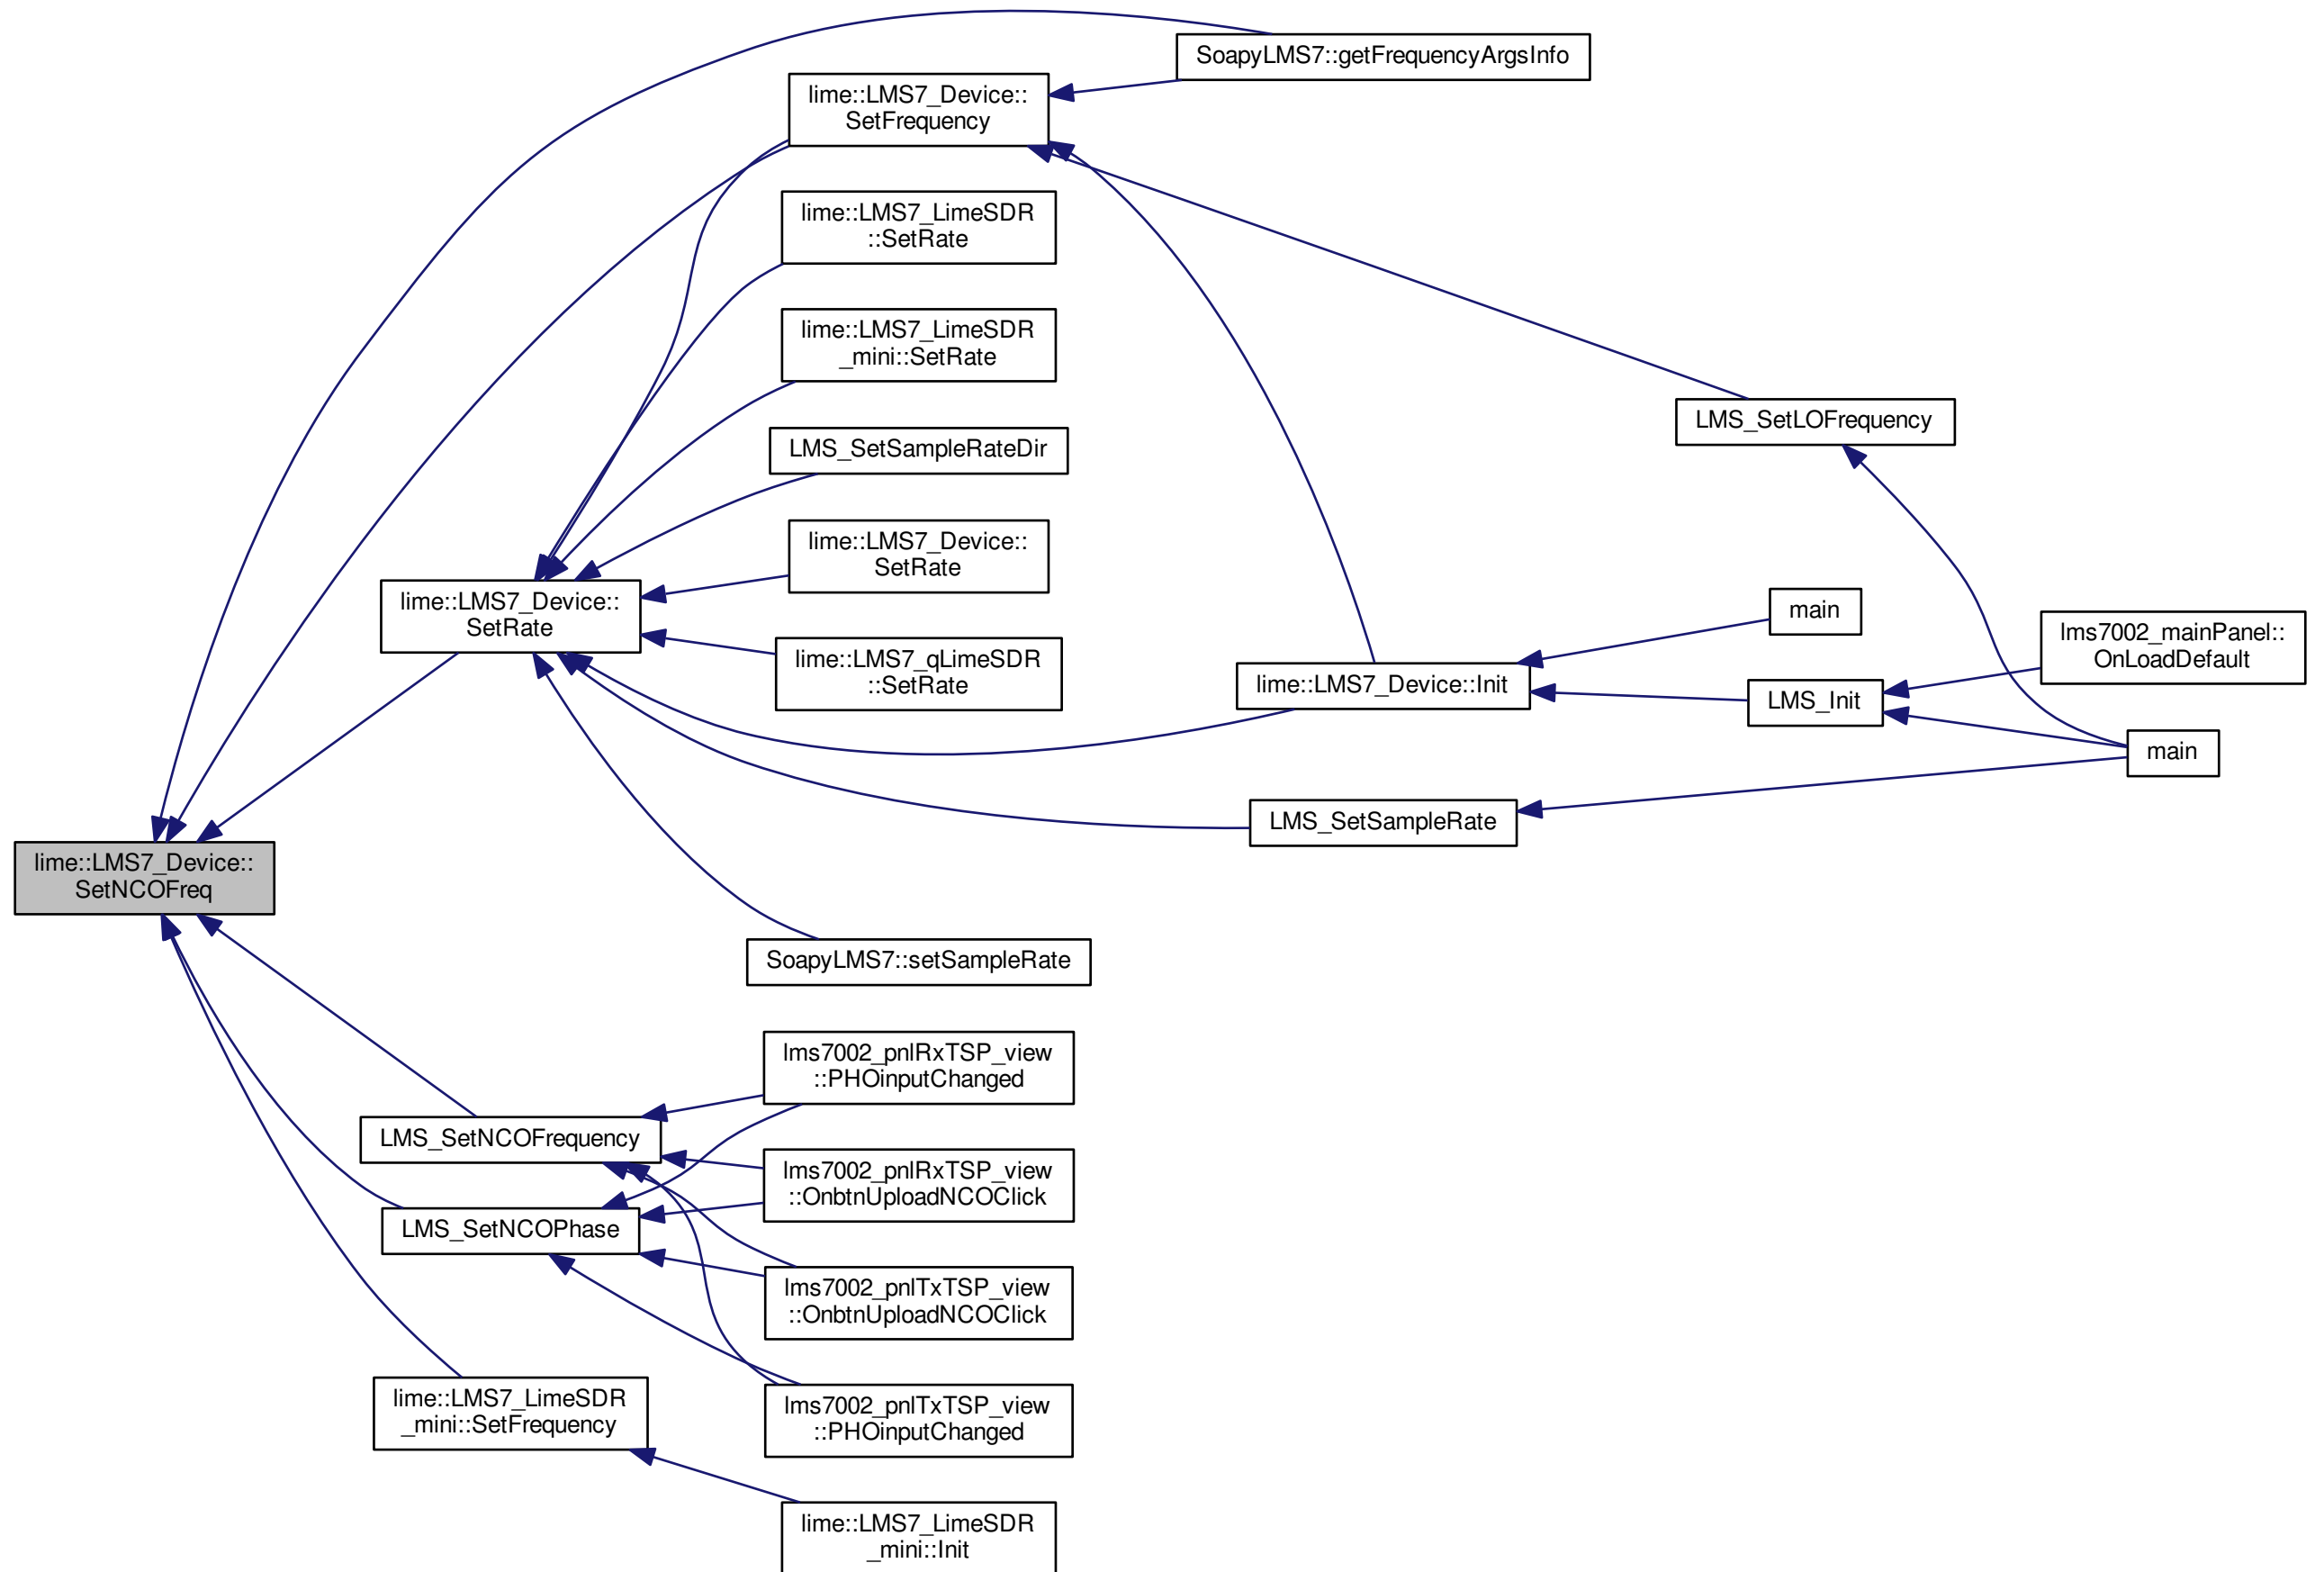 SoapyLMS7::getFrequencyArgsInfo
lime::LMS7_Device::
SetFrequency
lime::LMS7_LimeSDR
::SetRate
lime::LMS7_LimeSDR
_mini::SetRate
LMS_SetLOFrequency
LMS_SetSampleRateDir
lime::LMS7_Device::
SetRate
lime::LMS7_Device::
SetRate
main
lms7002_mainPanel::
OnLoadDefault
lime::LMS7_qLimeSDR
::SetRate
lime::LMS7_Device::Init
LMS_Init
main
LMS_SetSampleRate
lime::LMS7_Device::
SetNCOFreq
SoapyLMS7::setSampleRate
lms7002_pnlRxTSP_view
::PHOinputChanged
LMS_SetNCOFrequency
lms7002_pnlRxTSP_view
::OnbtnUploadNCOClick
LMS_SetNCOPhase
lms7002_pnlTxTSP_view
::OnbtnUploadNCOClick
lime::LMS7_LimeSDR
_mini::SetFrequency
lms7002_pnlTxTSP_view
::PHOinputChanged
lime::LMS7_LimeSDR
_mini::Init